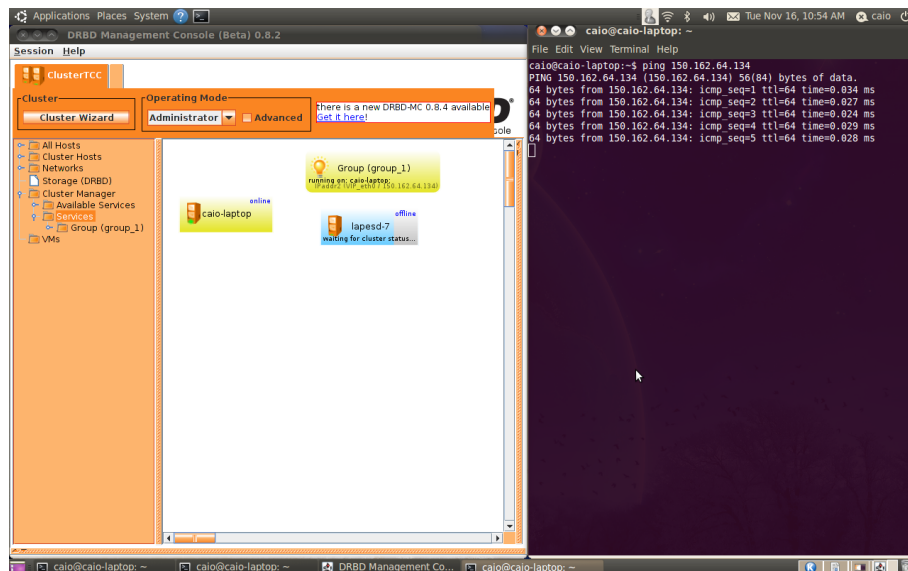 Applications Places System
Tue Nov 16, 10:54 AM caio
DRBD Management Console (Beta) 0.8.2
Session Help
ClusterTCC
Cluster
Cluster Wizard
Operating Mode
Administrator Advanced
there is a new DRBD-MC 0.8.4 available
Get it here!
All Hosts
Cluster Hosts
Networks
Storage (DRBD)
Cluster Manager
Available Services
Services
Group (group_1)
VMs
Group (group_1)
running on: caio-laptop:
IPaddr2 (VIP_eth0 / 150.162.64.134)
online
caio-laptop
offline
lapesd-7
waiting for cluster status...
caio@caio-laptop: ~
File Edit View Terminal Help
caio@caio-laptop:~$ ping 150.162.64.134
PING 150.162.64.134 (150.162.64.134) 56(84) bytes of data.
64 bytes from 150.162.64.134: icmp_seq=1 ttl=64 time=0.034 ms
64 bytes from 150.162.64.134: icmp_seq=2 ttl=64 time=0.027 ms
64 bytes from 150.162.64.134: icmp_seq=3 ttl=64 time=0.024 ms
64 bytes from 150.162.64.134: icmp_seq=4 ttl=64 time=0.029 ms
64 bytes from 150.162.64.134: icmp_seq=5 ttl=64 time=0.028 ms
caio@caio-laptop: ~
caio@caio-laptop: ~
DRBD Management Co...
caio@caio-laptop: ~